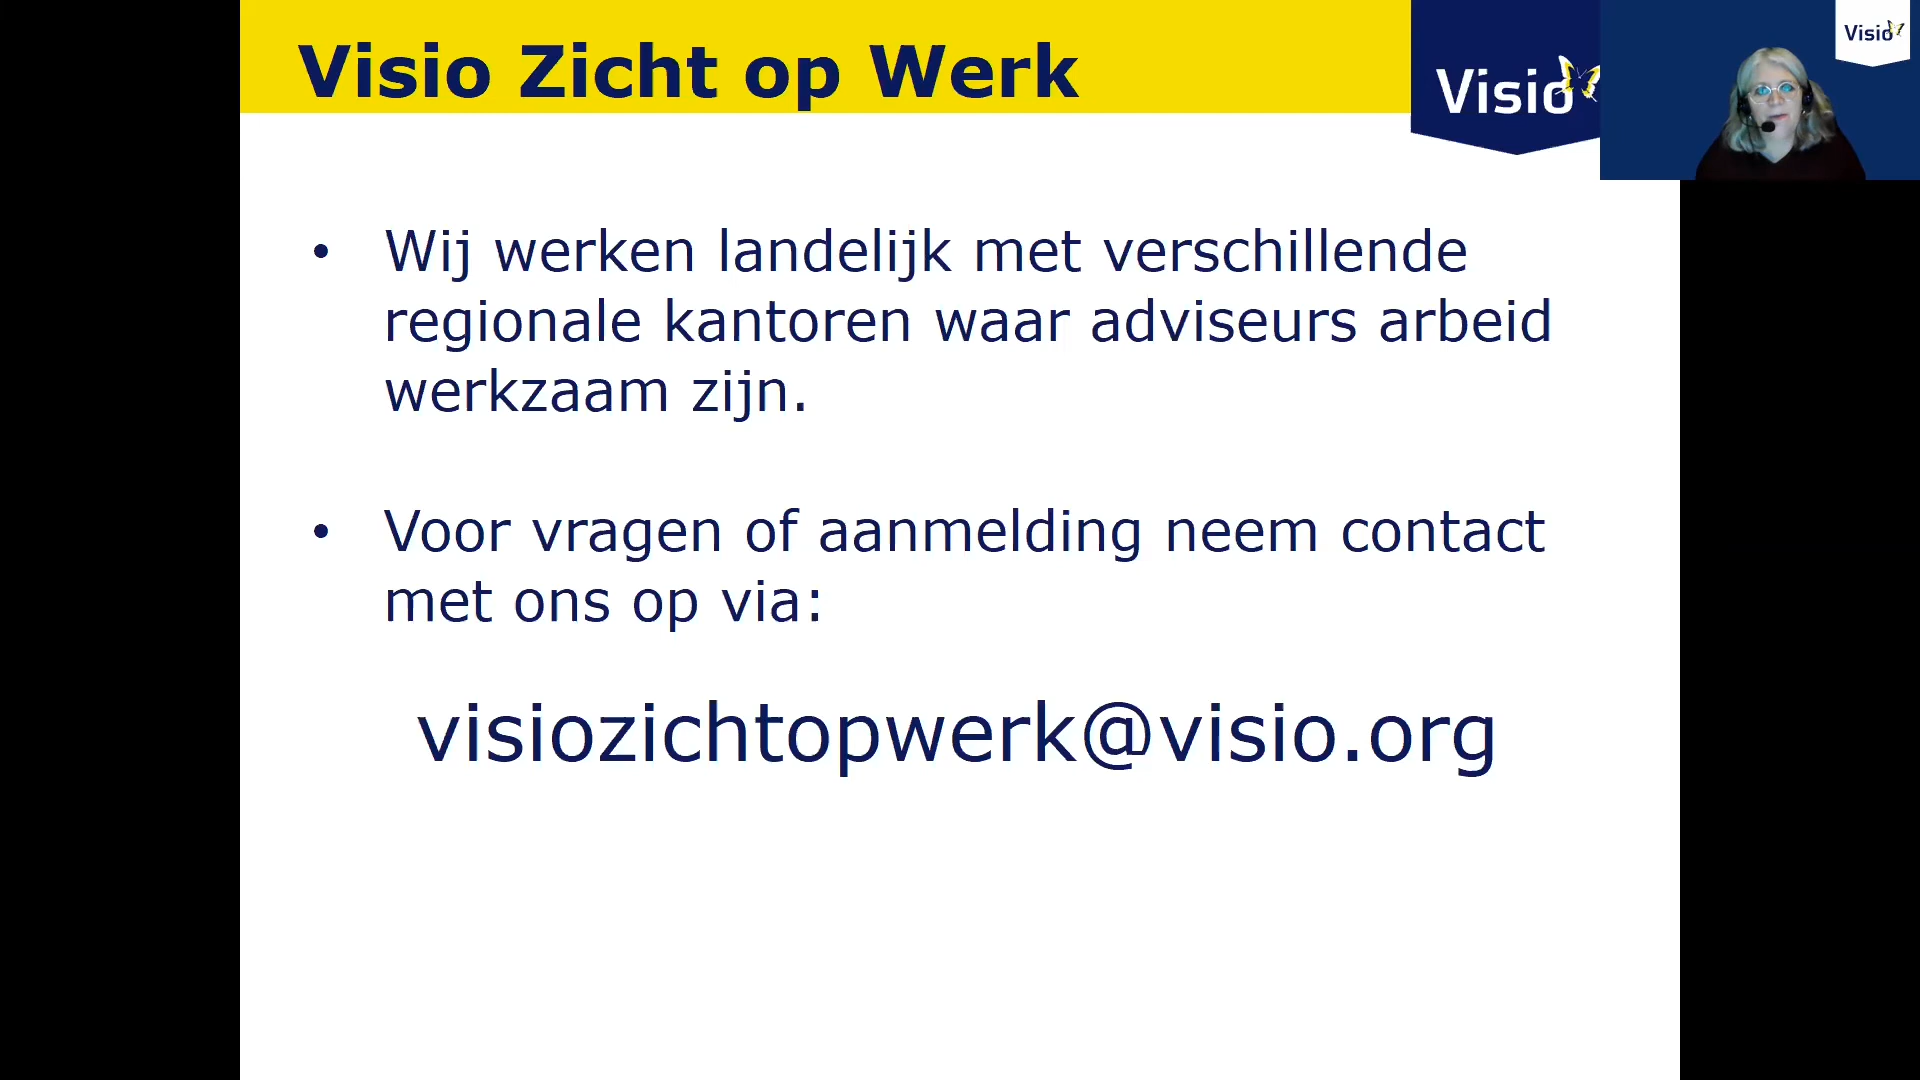 Visio Zicht op Werk
Visio
Visio
• Wij werken landelijk met verschillende
regionale kantoren waar adviseurs arbeid
werkzaam zijn.
• Voor vragen of aanmelding neem contact
met ons op via:
visiozichtopwerk@visio.org